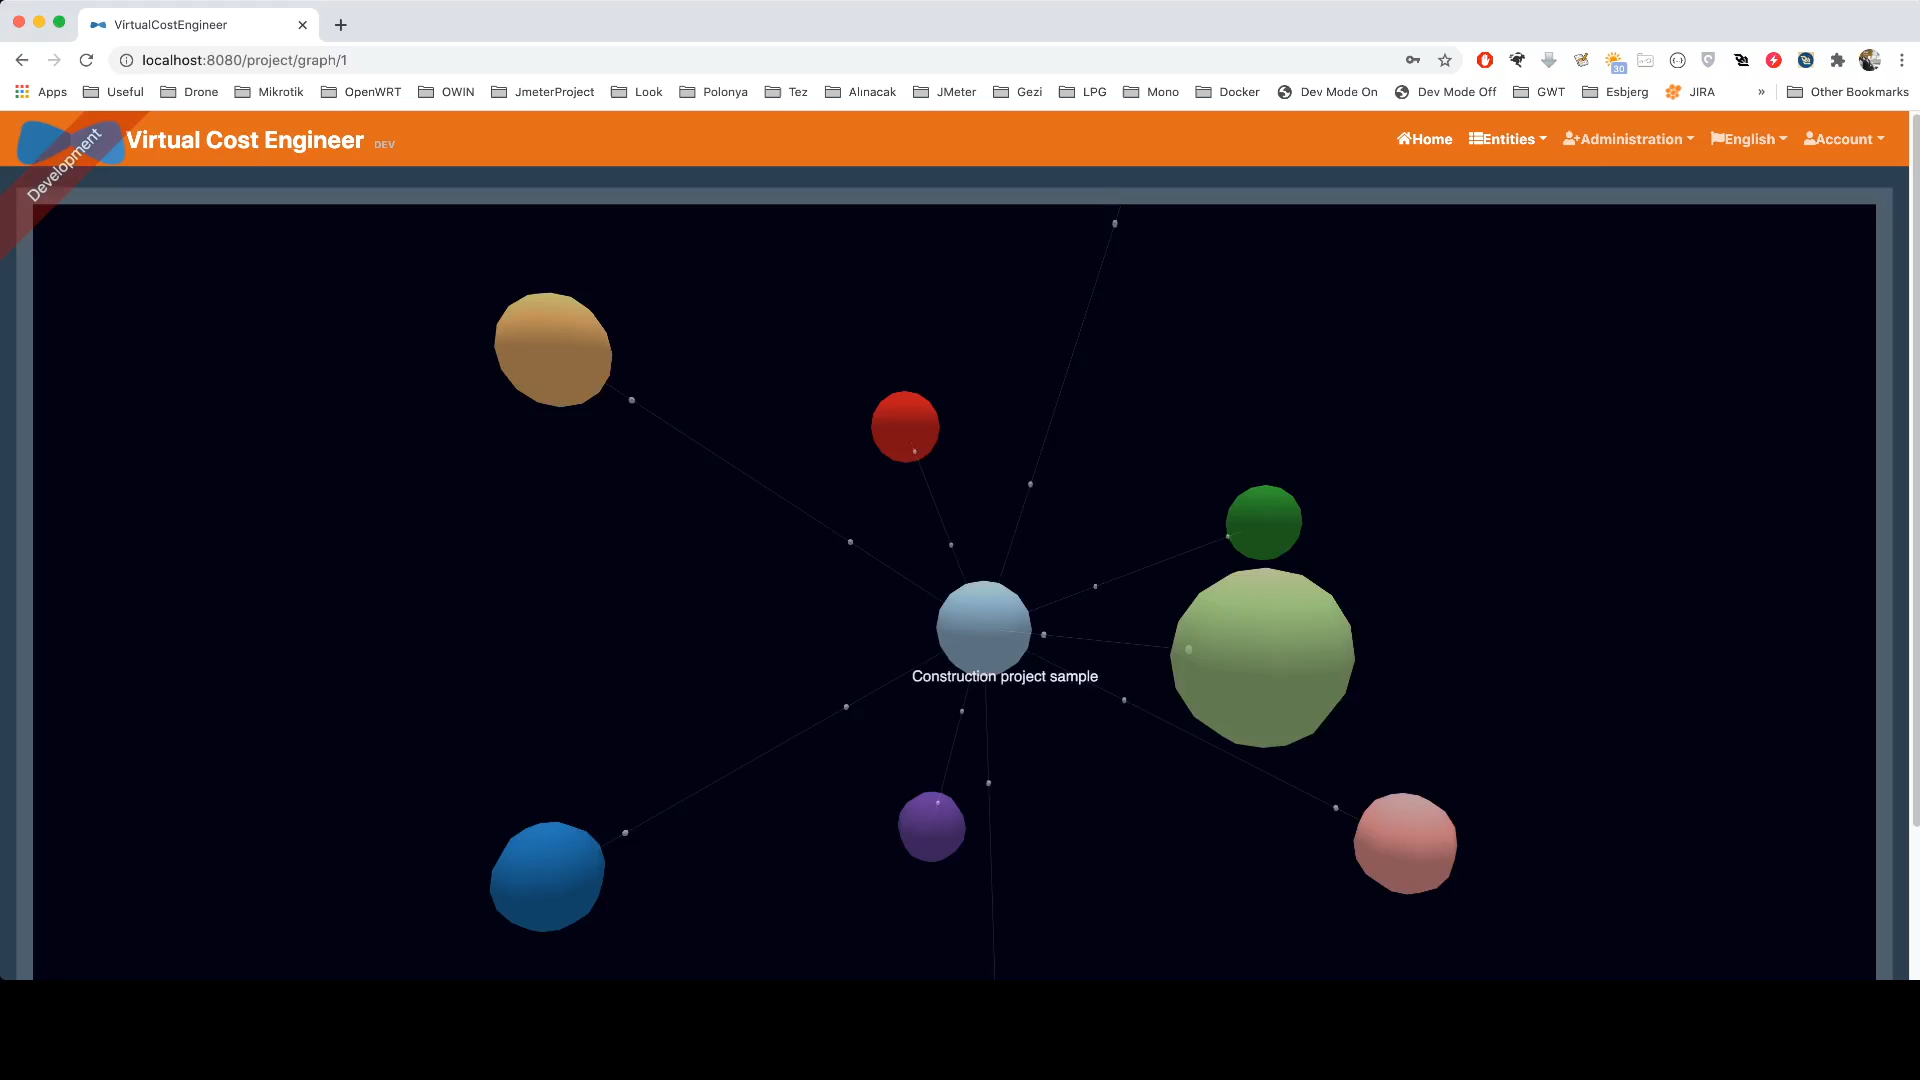 VirtualCostEngineer
localhost:8080/project/graph/1
30
Apps Useful Drone Mikrotik OpenWRT OWIN JmeterProject Look Polonya Tez Alınacak JMeter Gezi LPG Mono Docker Dev Mode On Dev Mode Off GWT Esbjerg JIRA » Other Bookmarks
Development
Virtual Cost Engineer DEV
Home Entities Administration English Account
Construction project sample